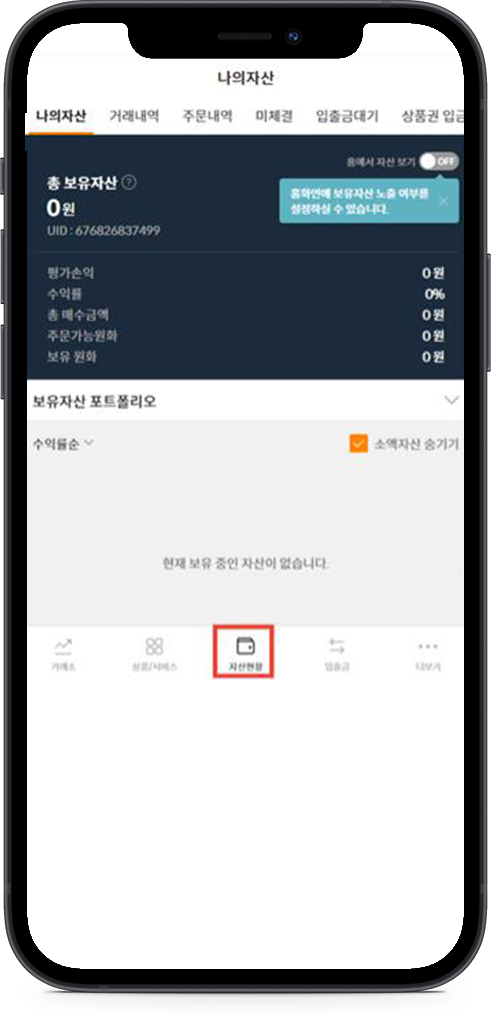 나의자산
나의자산 거래내역 주문내역 미체결 입출금대기 상품권 입금
홈에서 자산 보기 OFF
총 보유자산 ?
0원
홈화면에 보유자산 노출 여부를
설정하실 수 있습니다.
UID : 676826837499
평가손익 0 원
수익률 0%
총 매수금액 0 원
주문가능원화 0 원
보유 원화 0 원
보유자산 포트폴리오
수익률순 소액자산 숨기기
현재 보유 중인 자산이 없습니다.
거래소 상품/서비스 자산현황 입출금 더보기